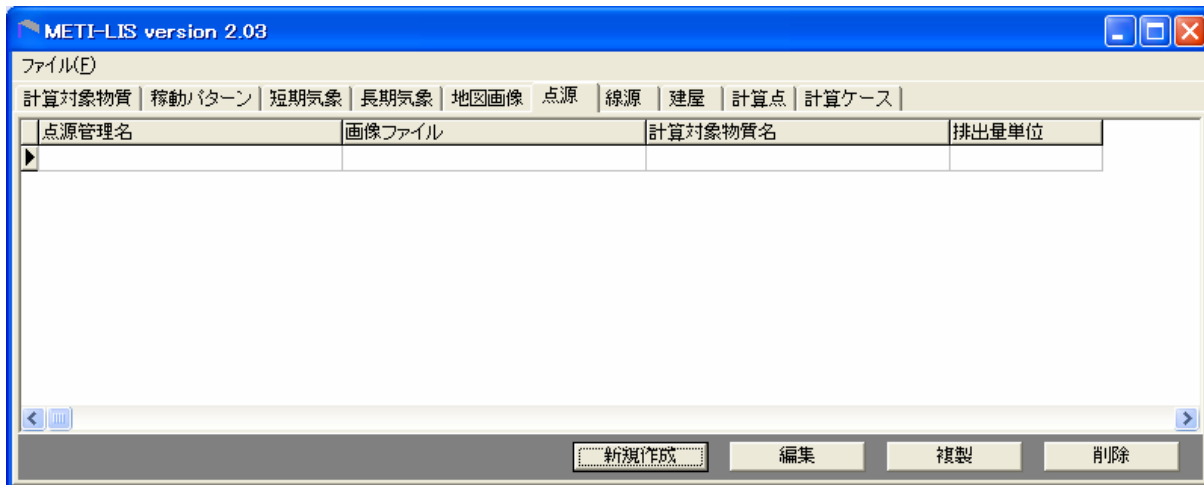 METI-LIS version 2.03
ファイル(F)
計算対象物質 稼動パターン 短期気象 長期気象 地図画像 点源 線源 建屋 計算点 計算ケース
点源管理名 画像ファイル 計算対象物質名 排出量単位
新規作成 編集 複製 削除